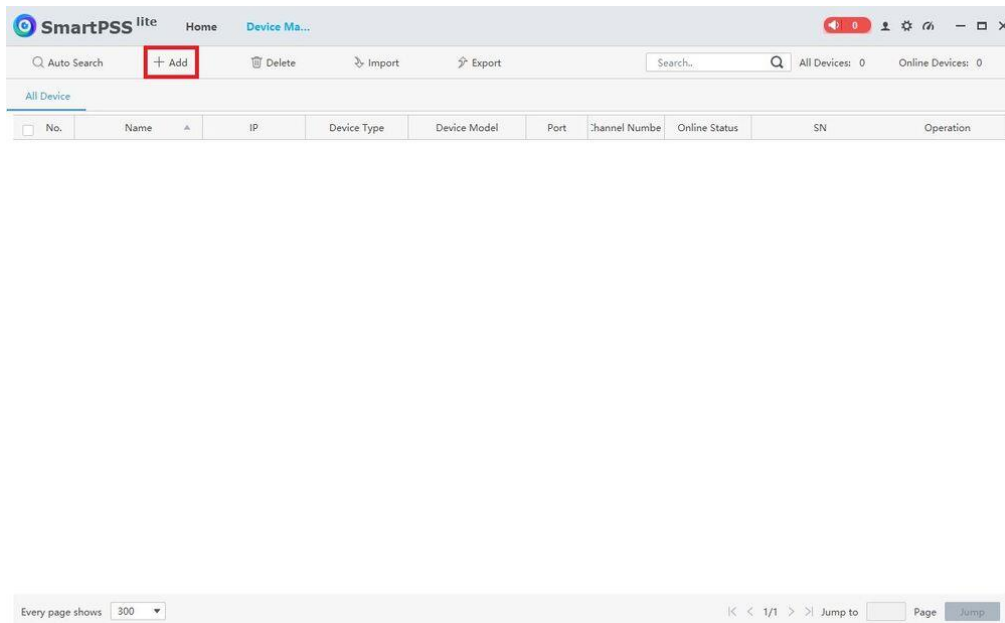 SmartPSS lite Home Device Ma... 0
Auto Search + Add Delete Import Export Search.. All Devices: 0 Online Devices: 0
All Device
No. Name IP Device Type Device Model Port Channel Numbe Online Status SN Operation
Every page shows 300 |< < 1/1 > >| Jump to Page Jump